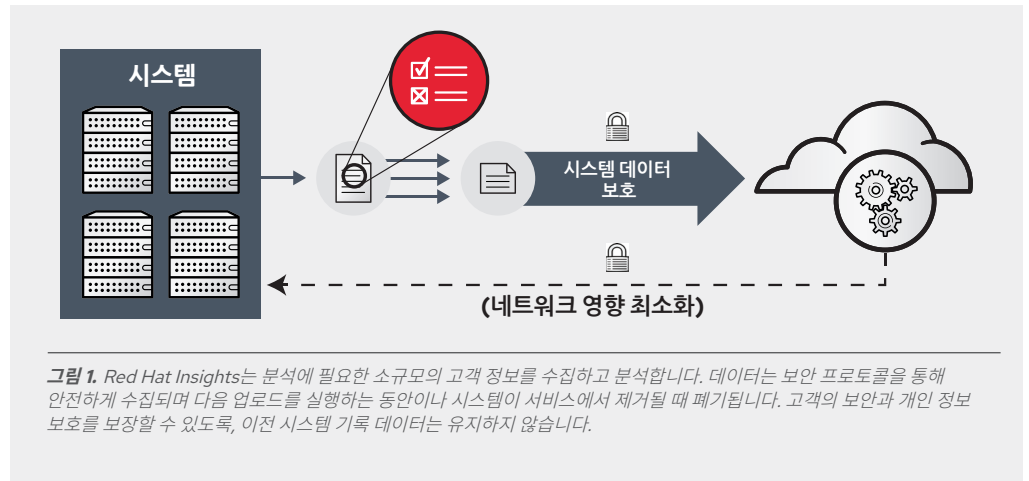 시스템
시스템 데이터
보호
(네트워크 영향 최소화)
그림 1. Red Hat Insights는 분석에 필요한 소규모의 고객 정보를 수집하고 분석합니다. 데이터는 보안 프로토콜을 통해
안전하게 수집되며 다음 업로드를 실행하는 동안이나 시스템이 서비스에서 제거될 때 폐기됩니다. 고객의 보안과 개인 정보
보호를 보장할 수 있도록, 이전 시스템 기록 데이터는 유지하지 않습니다.